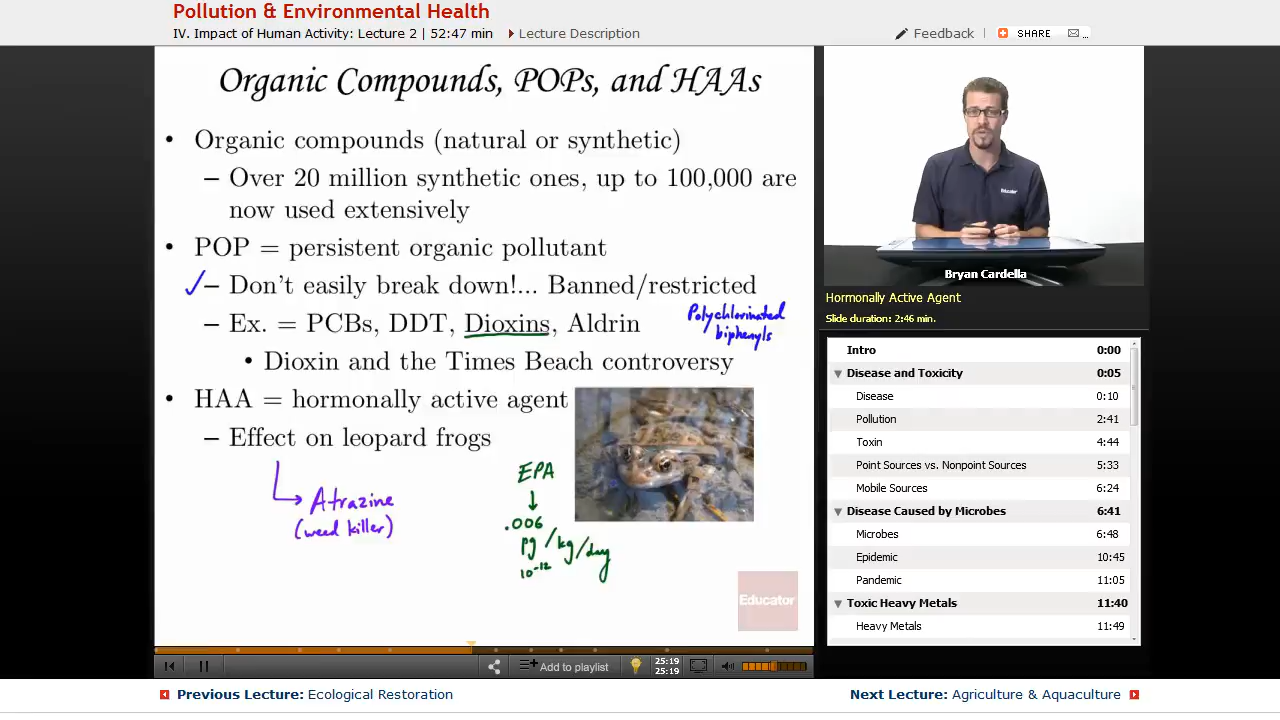 Pollution & Environmental Health
IV. Impact of Human Activity: Lecture 2 | 52:47 min
Lecture Description
Feedback
SHARE
Organic Compounds, POPs, and HAAs
• Organic compounds (natural or synthetic)
– Over 20 million synthetic ones, up to 100,000 are
now used extensively
• POP = persistent organic pollutant
✓– Don't easily break down!... Banned/restricted
Polychlorinated
biphenyls
– Ex. = PCBs, DDT, Dioxins, Aldrin
• Dioxin and the Times Beach controversy
• HAA = hormonally active agent
– Effect on leopard frogs
Atrazine
(weed killer)
EPA
.006
pg/kg/day
10-12
Educator
Educator
Bryan Cardella
Hormonally Active Agent
Slide duration: 2:46 min.
Intro 0:00
Disease and Toxicity 0:05
Disease 0:10
Pollution 2:41
Toxin 4:44
Point Sources vs. Nonpoint Sources 5:33
Mobile Sources 6:24
Disease Caused by Microbes 6:41
Microbes 6:48
Epidemic 10:45
Pandemic 11:05
Toxic Heavy Metals 11:40
Heavy Metals 11:49
Add to playlist
25:19
25:19
Previous Lecture: Ecological Restoration
Next Lecture: Agriculture & Aquaculture